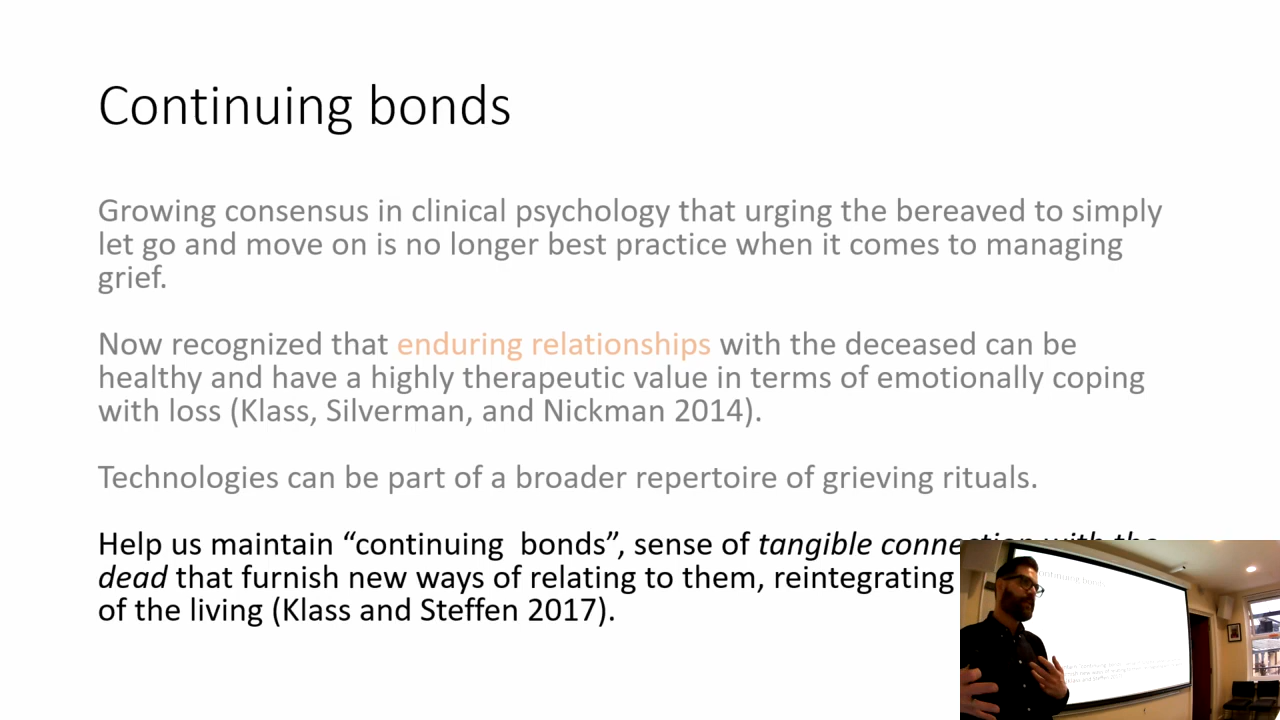 Continuing bonds
Growing consensus in clinical psychology that urging the bereaved to simply
let go and move on is no longer best practice when it comes to managing
grief.
Now recognized that enduring relationships with the deceased can be
healthy and have a highly therapeutic value in terms of emotionally coping
with loss (Klass, Silverman, and Nickman 2014).
Technologies can be part of a broader repertoire of grieving rituals.
Help us maintain “continuing bonds”, sense of tangible connection with the
dead that furnish new ways of relating to them, reintegrating
of the living (Klass and Steffen 2017).
Continuing bonds